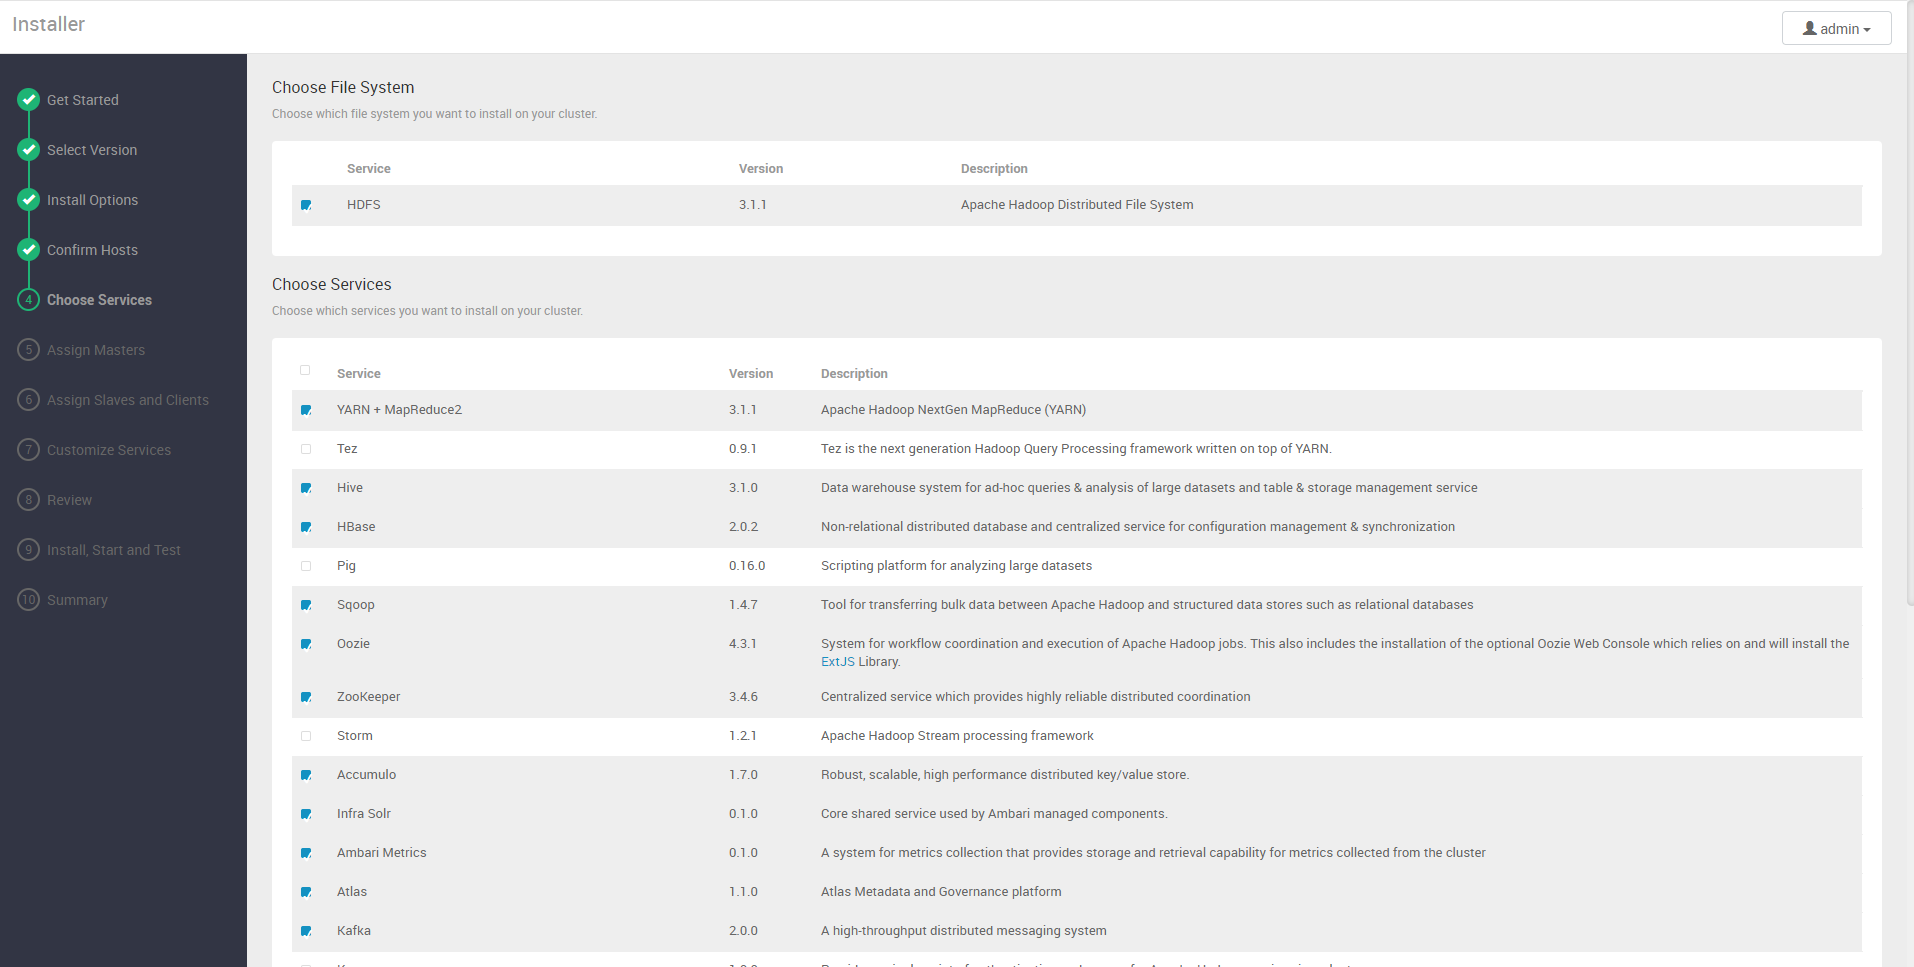 Installer
admin
Get Started
Select Version
Install Options
Confirm Hosts
4 Choose Services
5 Assign Masters
6 Assign Slaves and Clients
7 Customize Services
8 Review
9 Install, Start and Test
10 Summary
Choose File System
Choose which file system you want to install on your cluster.
Service Version Description
HDFS 3.1.1 Apache Hadoop Distributed File System
Choose Services
Choose which services you want to install on your cluster.
Service Version Description
YARN + MapReduce2 3.1.1 Apache Hadoop NextGen MapReduce (YARN)
Tez 0.9.1 Tez is the next generation Hadoop Query Processing framework written on top of YARN.
Hive 3.1.0 Data warehouse system for ad-hoc queries & analysis of large datasets and table & storage management service
HBase 2.0.2 Non-relational distributed database and centralized service for configuration management & synchronization
Pig 0.16.0 Scripting platform for analyzing large datasets
Sqoop 1.4.7 Tool for transferring bulk data between Apache Hadoop and structured data stores such as relational databases
Oozie 4.3.1 System for workflow coordination and execution of Apache Hadoop jobs. This also includes the installation of the optional Oozie Web Console which relies on and will install the
ExtJS Library.
ZooKeeper 3.4.6 Centralized service which provides highly reliable distributed coordination
Storm 1.2.1 Apache Hadoop Stream processing framework
Accumulo 1.7.0 Robust, scalable, high performance distributed key/value store.
Infra Solr 0.1.0 Core shared service used by Ambari managed components.
Ambari Metrics 0.1.0 A system for metrics collection that provides storage and retrieval capability for metrics collected from the cluster
Atlas 1.1.0 Atlas Metadata and Governance platform
Kafka 2.0.0 A high-throughput distributed messaging system